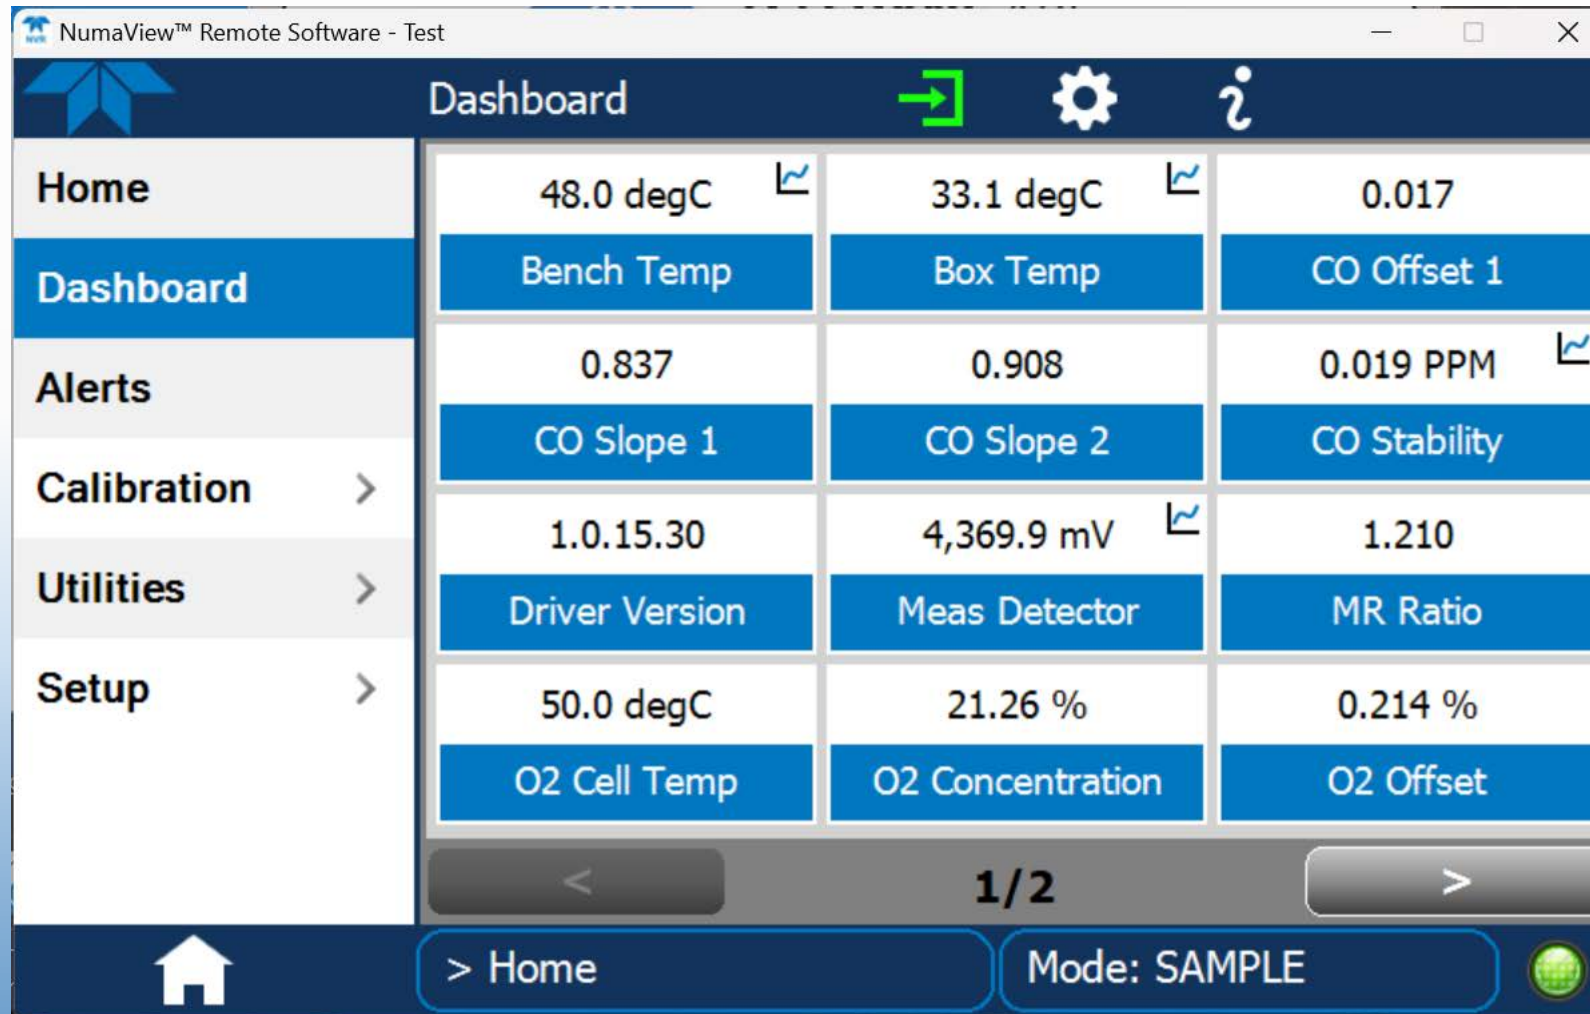 NumaView™ Remote Software - Test
Dashboard
Home
Dashboard
Alerts
Calibration
Utilities
Setup
48.0 degC
Bench Temp
33.1 degC
Box Temp
0.017
CO Offset 1
0.837
CO Slope 1
0.908
CO Slope 2
0.019 PPM
CO Stability
1.0.15.30
Driver Version
4,369.9 mV
Meas Detector
1.210
MR Ratio
50.0 degC
O2 Cell Temp
21.26 %
O2 Concentration
0.214 %
O2 Offset
<
1/2
>
> Home
Mode: SAMPLE